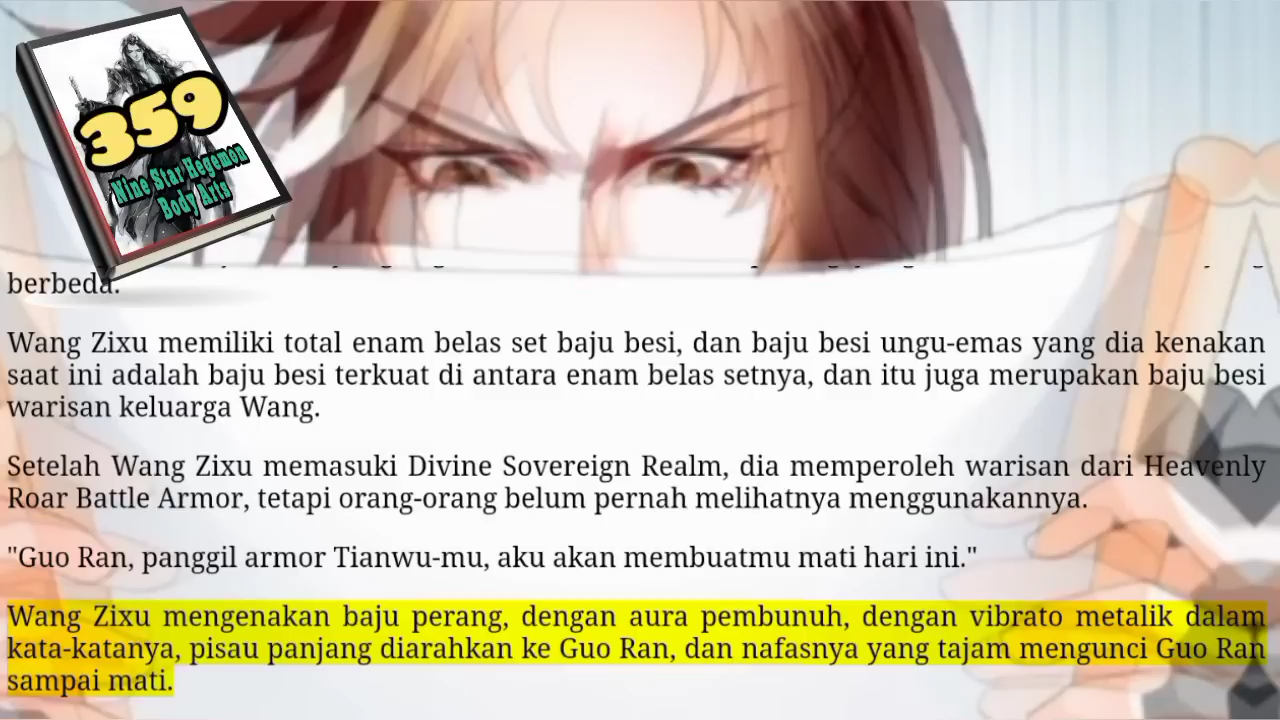 359
Nine Star Hegemon
Body Arts
berbeda.
Wang Zixu memiliki total enam belas set baju besi, dan baju besi ungu-emas yang dia kenakan
saat ini adalah baju besi terkuat di antara enam belas setnya, dan itu juga merupakan baju besi
warisan keluarga Wang.
Setelah Wang Zixu memasuki Divine Sovereign Realm, dia memperoleh warisan dari Heavenly
Roar Battle Armor, tetapi orang-orang belum pernah melihatnya menggunakannya.
"Guo Ran, panggil armor Tianwu-mu, aku akan membuatmu mati hari ini."
Wang Zixu mengenakan baju perang, dengan aura pembunuh, dengan vibrato metalik dalam
kata-katanya, pisau panjang diarahkan ke Guo Ran, dan nafasnya yang tajam mengunci Guo Ran
sampai mati.